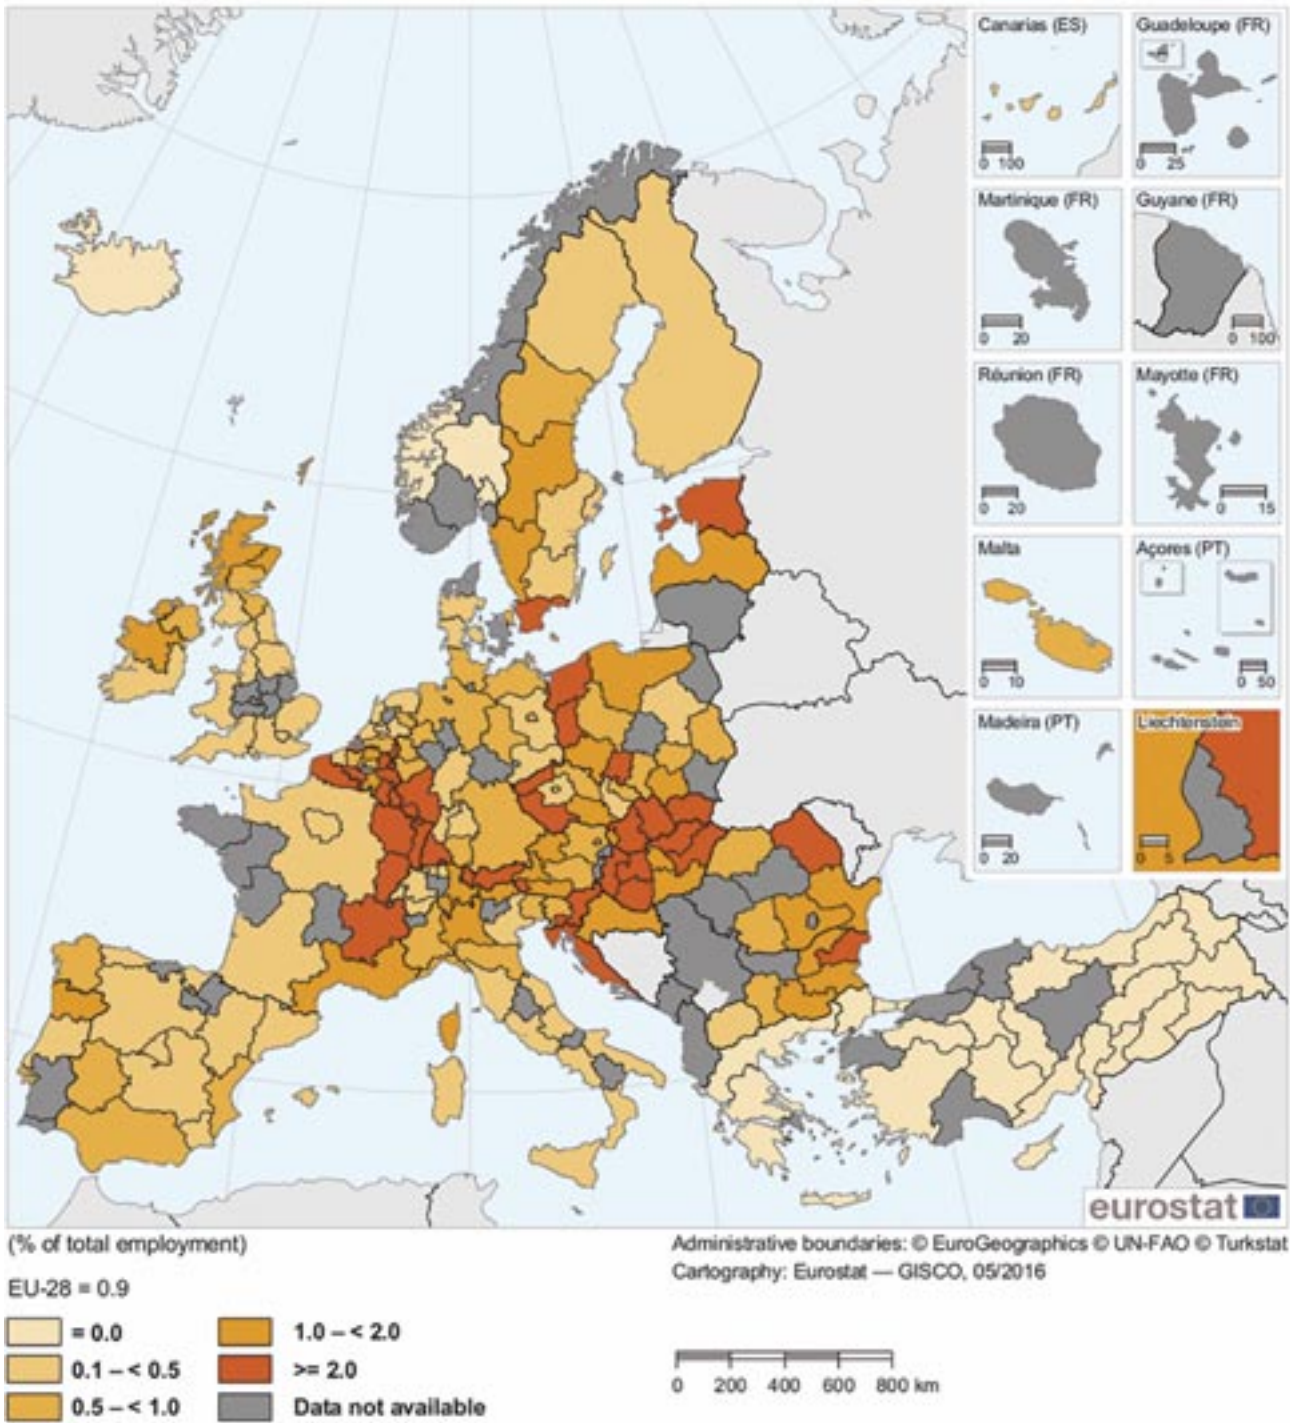 Canarias (ES)
0 100
Guadeloupe (FR)
0 25
Martinique (FR)
0 20
Guyane (FR)
0 100
Réunion (FR)
0 20
Mayotte (FR)
0 15
Malta
0 10
Açores (PT)
0 50
Madeira (PT)
0 20
Liechtenstein
0 5
eurostat
(% of total employment)
Administrative boundaries: © EuroGeographics © UN-FAO © Turkstat
Cartography: Eurostat — GISCO, 05/2016
EU-28 = 0.9
= 0.0
0.1 – < 0.5
0.5 – < 1.0
1.0 – < 2.0
>= 2.0
Data not available
0 200 400 600 800 km